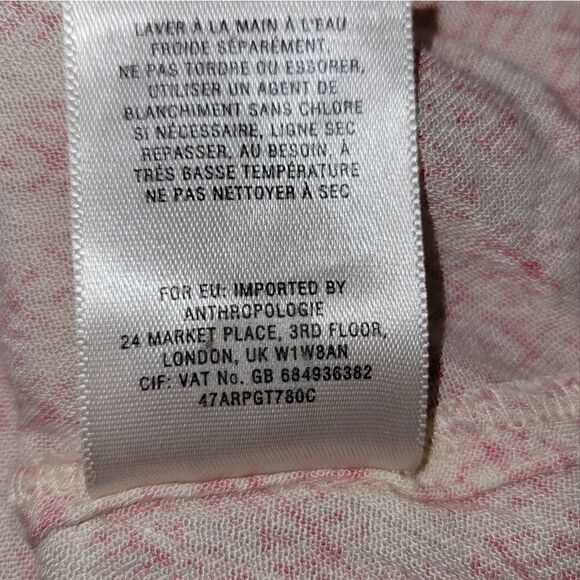 LAVER À LA MAIN À L'EAU
FROIDE SÉPARÉMENT,
NE PAS TORDRE OU ESSORER,
UTILISER UN AGENT DE
BLANCHIMENT SANS CHLORE
SI NÉCESSAIRE, LIGNE SEC
REPASSER, AU BESOIN, À
TRÈS BASSE TEMPÉRATURE
NE PAS NETTOYER À SEC
FOR EU: IMPORTED BY
ANTHROPOLOGIE
24 MARKET PLACE, 3RD FLOOR,
LONDON, UK W1W8AN
CIF: VAT No. GB 684936382
47ARPGT780C